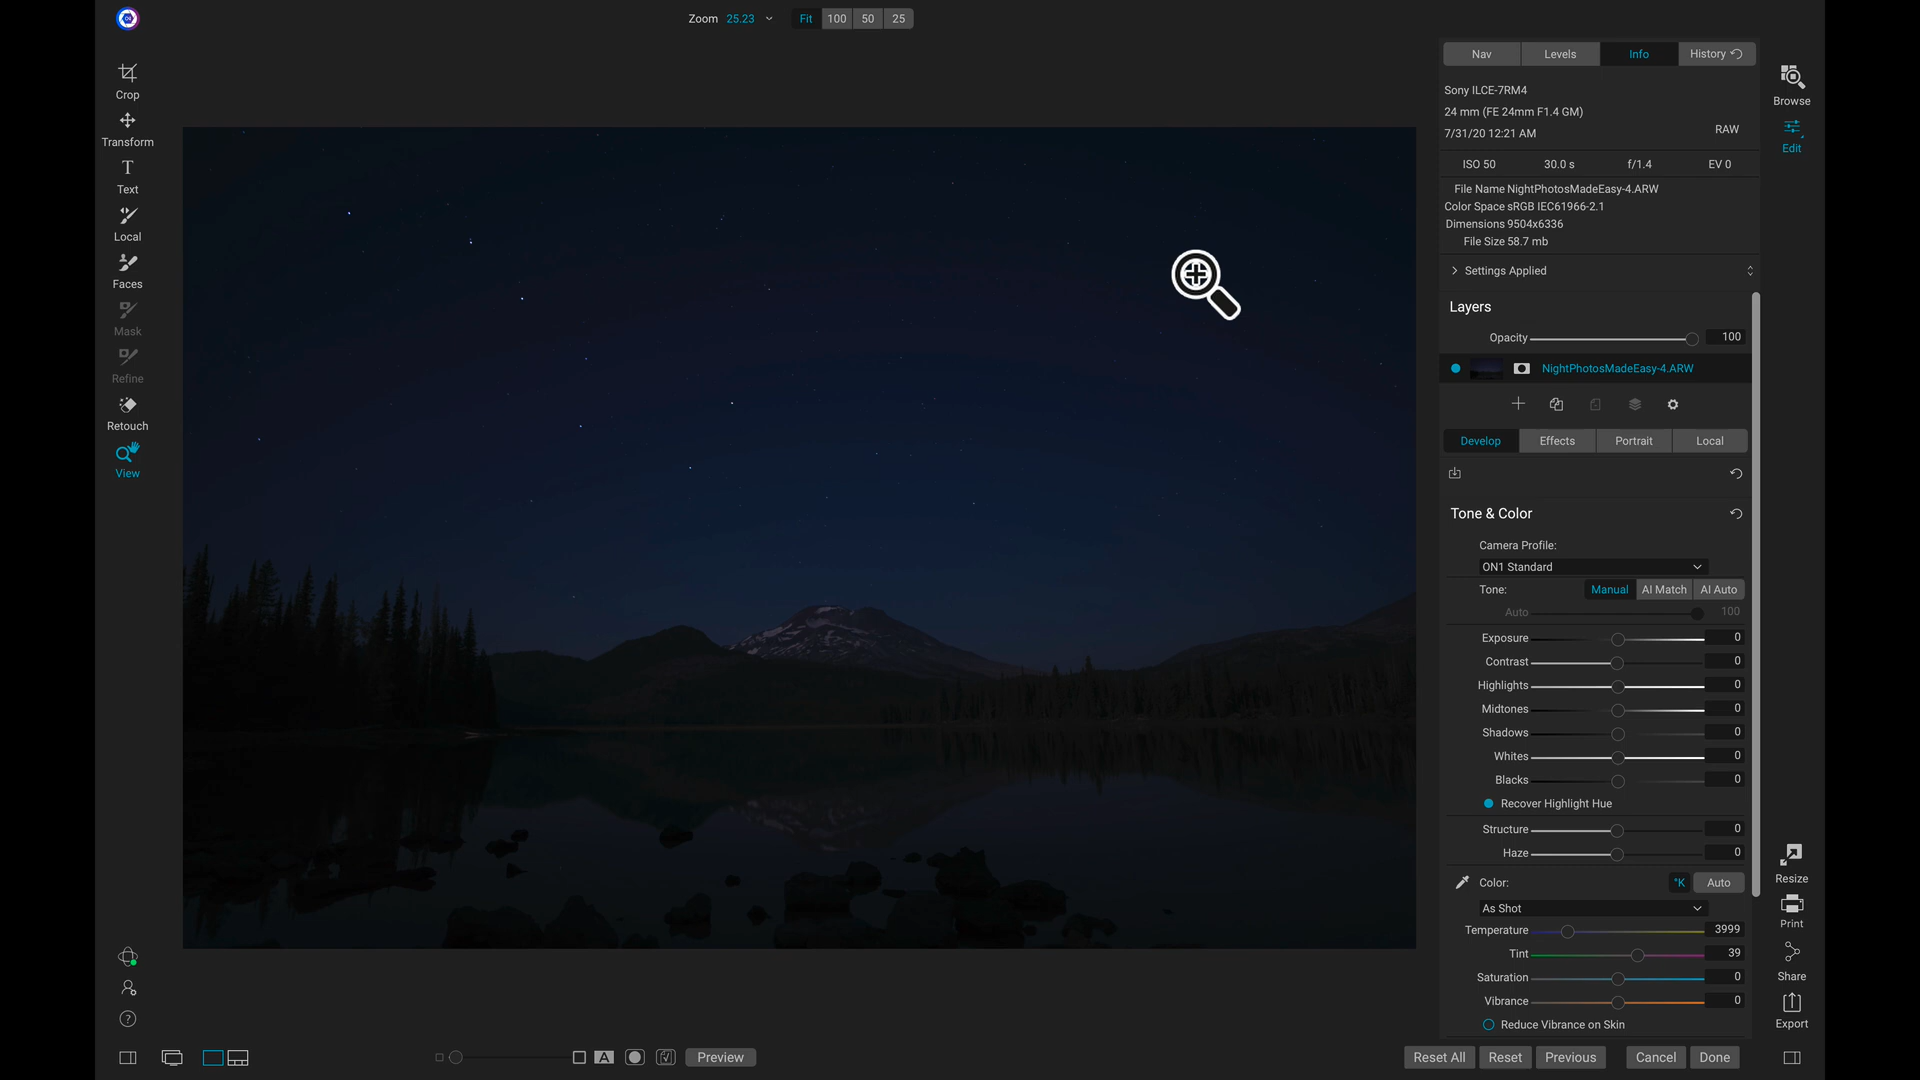 Zoom 25.23
Fit 100 50 25
Crop
Transform
Text
Local
Faces
Mask
Refine
Retouch
View
Nav Levels Info History
Sony ILCE-7RM4
24 mm (FE 24mm F1.4 GM)
7/31/20 12:21 AM RAW
ISO 50 30.0 s f/1.4 EV 0
File Name NightPhotosMadeEasy-4.ARW
Color Space sRGB IEC61966-2.1
Dimensions 9504x6336
File Size 58.7 mb
Settings Applied
Layers
Opacity 100
NightPhotosMadeEasy-4.ARW
Develop Effects Portrait Local
Tone & Color
Camera Profile:
ON1 Standard
Tone: Manual AI Match AI Auto
Auto 100
Exposure 0
Contrast 0
Highlights 0
Midtones 0
Shadows 0
Whites 0
Blacks 0
Recover Highlight Hue
Structure 0
Haze 0
Color: °K Auto
As Shot
Temperature 3999
Tint 39
Saturation 0
Vibrance 0
Reduce Vibrance on Skin
Browse
Edit
Resize
Print
Share
Export
A Preview
Reset All Reset Previous Cancel Done